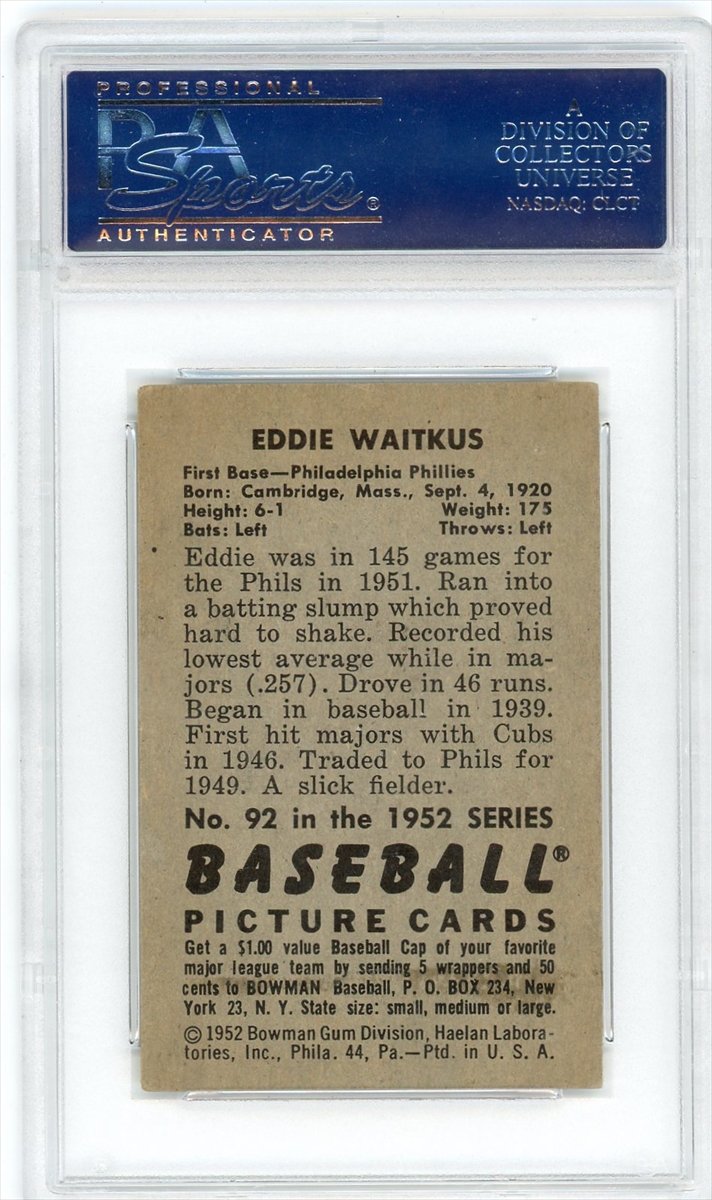 PROFESSIONAL
PSA
Sports®
AUTHENTICATOR
A
DIVISION OF
COLLECTORS
UNIVERSE
NASDAQ: CLCT
EDDIE WAITKUS
First Base—Philadelphia Phillies
Born: Cambridge, Mass., Sept. 4, 1920
Height: 6-1 Weight: 175
Bats: Left Throws: Left
Eddie was in 145 games for
the Phils in 1951. Ran into
a batting slump which proved
hard to shake. Recorded his
lowest average while in ma-
jors (.257). Drove in 46 runs.
Began in baseball in 1939.
First hit majors with Cubs
in 1946. Traded to Phils for
1949. A slick fielder.
No. 92 in the 1952 SERIES
BASEBALL®
PICTURE CARDS
Get a $1.00 value Baseball Cap of your favorite
major league team by sending 5 wrappers and 50
cents to BOWMAN Baseball, P. O. BOX 234, New
York 23, N. Y. State size: small, medium or large.
© 1952 Bowman Gum Division, Haelan Labora-
tories, Inc., Phila. 44, Pa.—Ptd. in U. S. A.